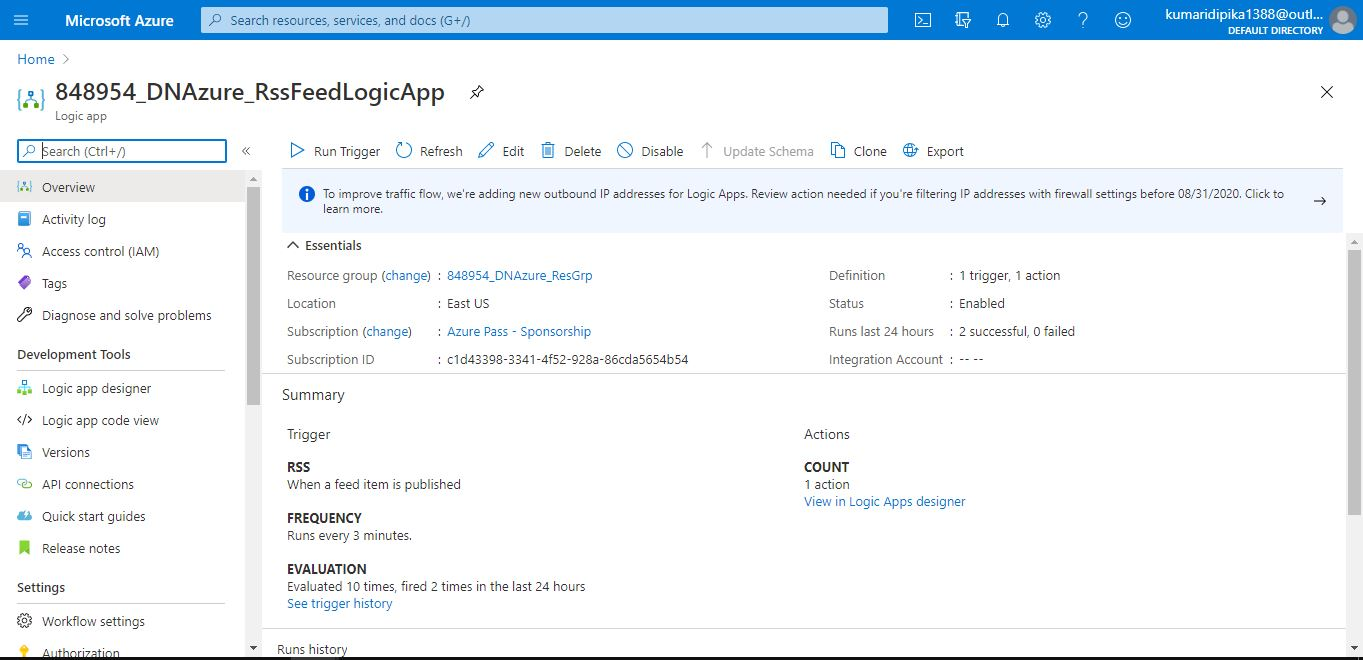 Microsoft Azure
Search resources, services, and docs (G+/)
kumaridipika1388@outl...
DEFAULT DIRECTORY
Home
848954_DNAzure_RssFeedLogicApp
Logic app
Search (Ctrl+/)
Run Trigger
Refresh
Edit
Delete
Disable
Update Schema
Clone
Export
To improve traffic flow, we're adding new outbound IP addresses for Logic Apps. Review action needed if you're filtering IP addresses with firewall settings before 08/31/2020. Click to
learn more.
Overview
Activity log
Access control (IAM)
Tags
Diagnose and solve problems
Development Tools
Logic app designer
Logic app code view
Versions
API connections
Quick start guides
Release notes
Settings
Workflow settings
Authorization
Essentials
Resource group (change) : 848954_DNAzure_ResGrp
Location : East US
Subscription (change) : Azure Pass - Sponsorship
Subscription ID : c1d43398-3341-4f52-928a-86cda5654b54
Definition : 1 trigger, 1 action
Status : Enabled
Runs last 24 hours : 2 successful, 0 failed
Integration Account : -- --
Summary
Trigger
RSS
When a feed item is published
FREQUENCY
Runs every 3 minutes.
EVALUATION
Evaluated 10 times, fired 2 times in the last 24 hours
See trigger history
Actions
COUNT
1 action
View in Logic Apps designer
Runs history